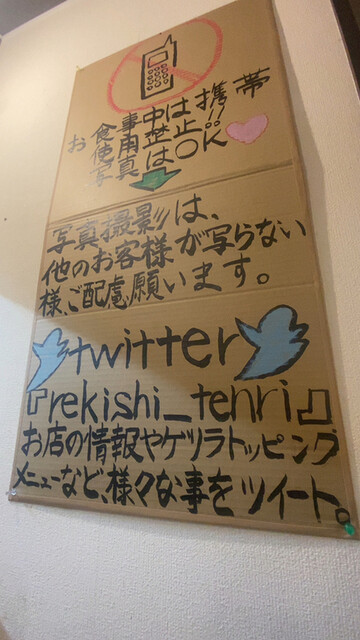 お食事中は携帯
使用禁止!!
写真はOK
写真撮影は、
他のお客様が写らない
様、ご配慮願います。
twitter
『rekishi_tenri』
お店の情報やゲソラトッピング
メニューなど、様々な事をツイート。